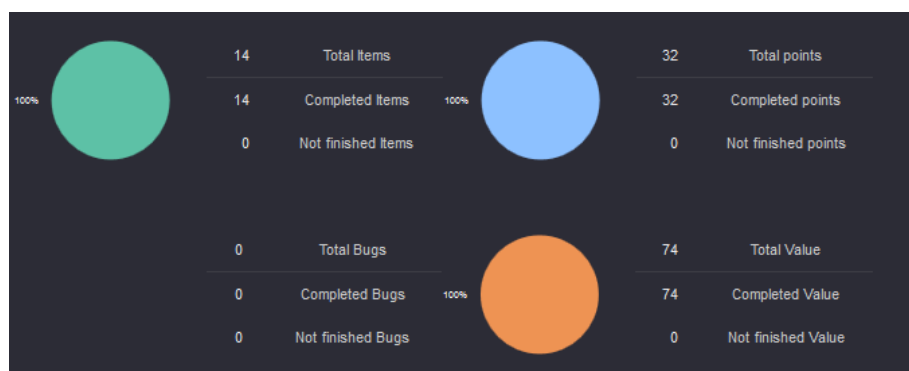 14 Total Items
100% 14 Completed Items
0 Not finished Items
32 Total points
100% 32 Completed points
0 Not finished points
0 Total Bugs
0 Completed Bugs
0 Not finished Bugs
74 Total Value
100% 74 Completed Value
0 Not finished Value